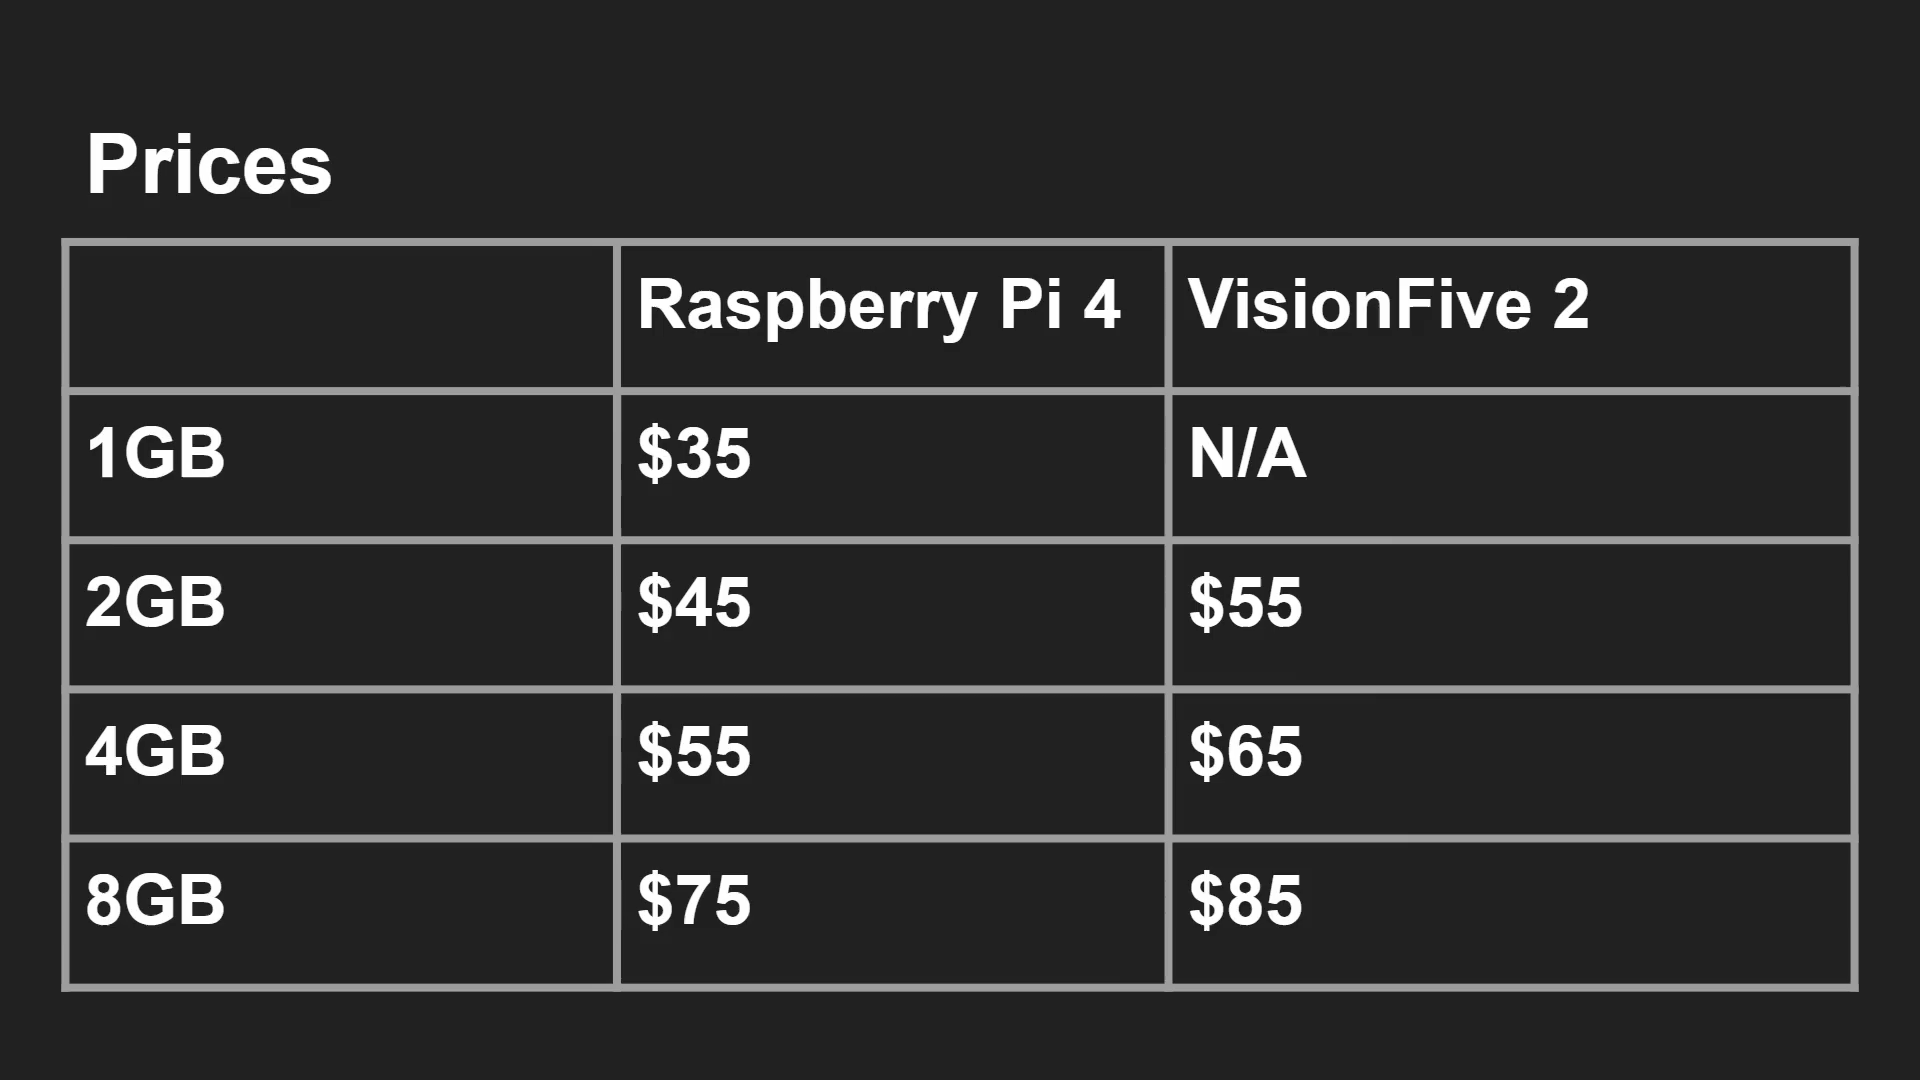 Prices
Raspberry Pi 4 VisionFive 2
1GB $35 N/A
2GB $45 $55
4GB $55 $65
8GB $75 $85